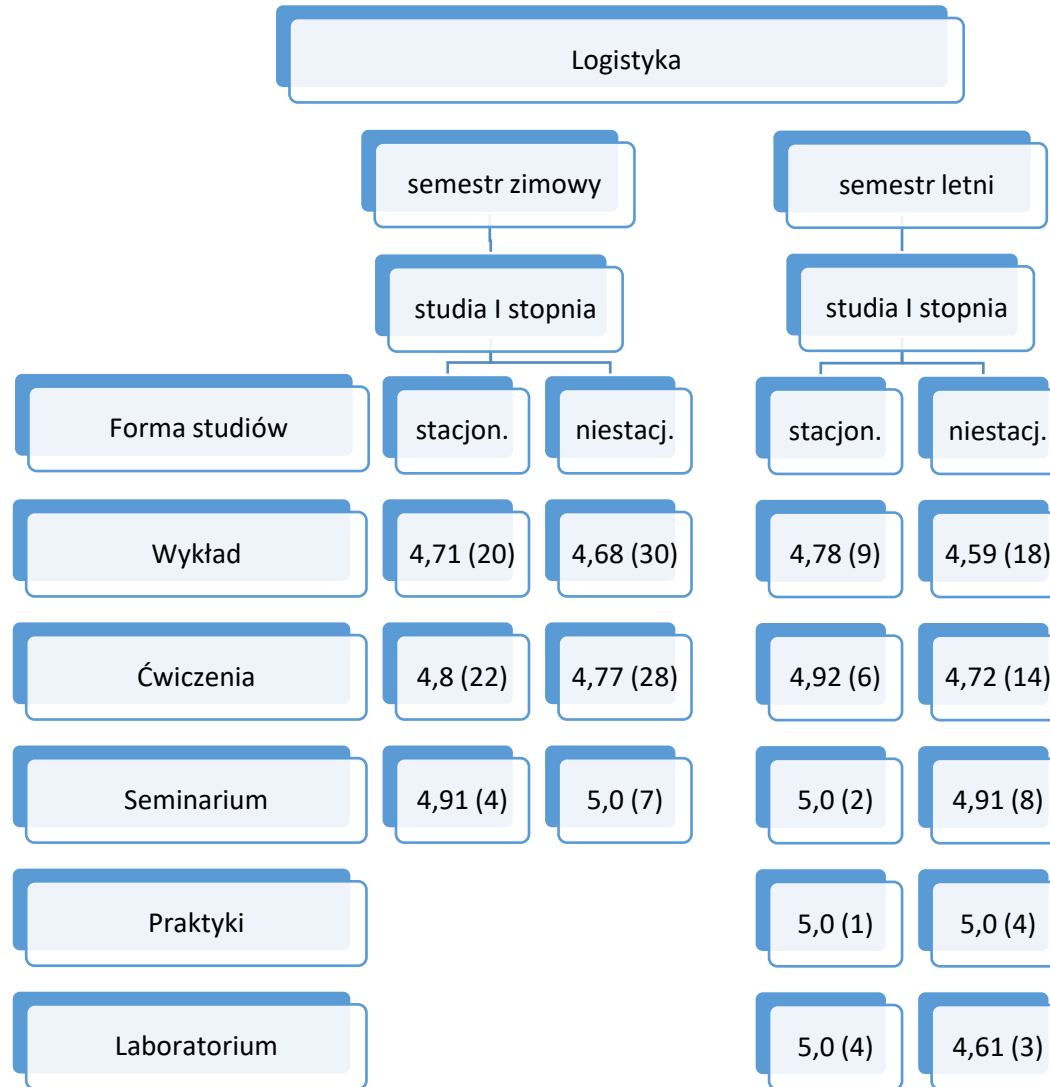 Logistyka
semestr zimowy semestr letni
studia I stopnia studia I stopnia
Forma studiów stacjon. niestacj. stacjon. niestacj.
Wykład 4,71 (20) 4,68 (30) 4,78 (9) 4,59 (18)
Ćwiczenia 4,8 (22) 4,77 (28) 4,92 (6) 4,72 (14)
Seminarium 4,91 (4) 5,0 (7) 5,0 (2) 4,91 (8)
Praktyki 5,0 (1) 5,0 (4)
Laboratorium 5,0 (4) 4,61 (3)